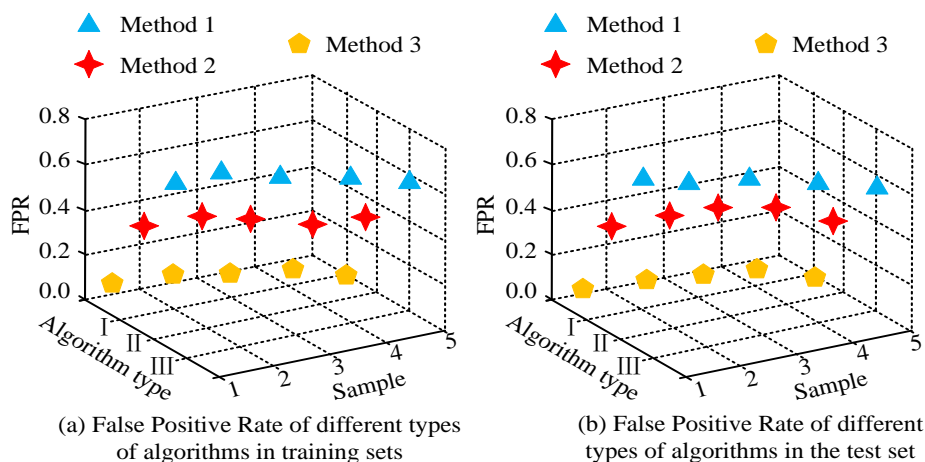 Method 1
Method 2
Method 3
0.8
0.6
0.4
0.2
0.0
FPR
I
II
III
Algorithm type
1
2
3
4
5
Sample
(a) False Positive Rate of different types
of algorithms in training sets
Method 1
Method 2
Method 3
0.8
0.6
0.4
0.2
0.0
FPR
I
II
III
Algorithm type
1
2
3
4
5
Sample
(b) False Positive Rate of different
types of algorithms in the test set